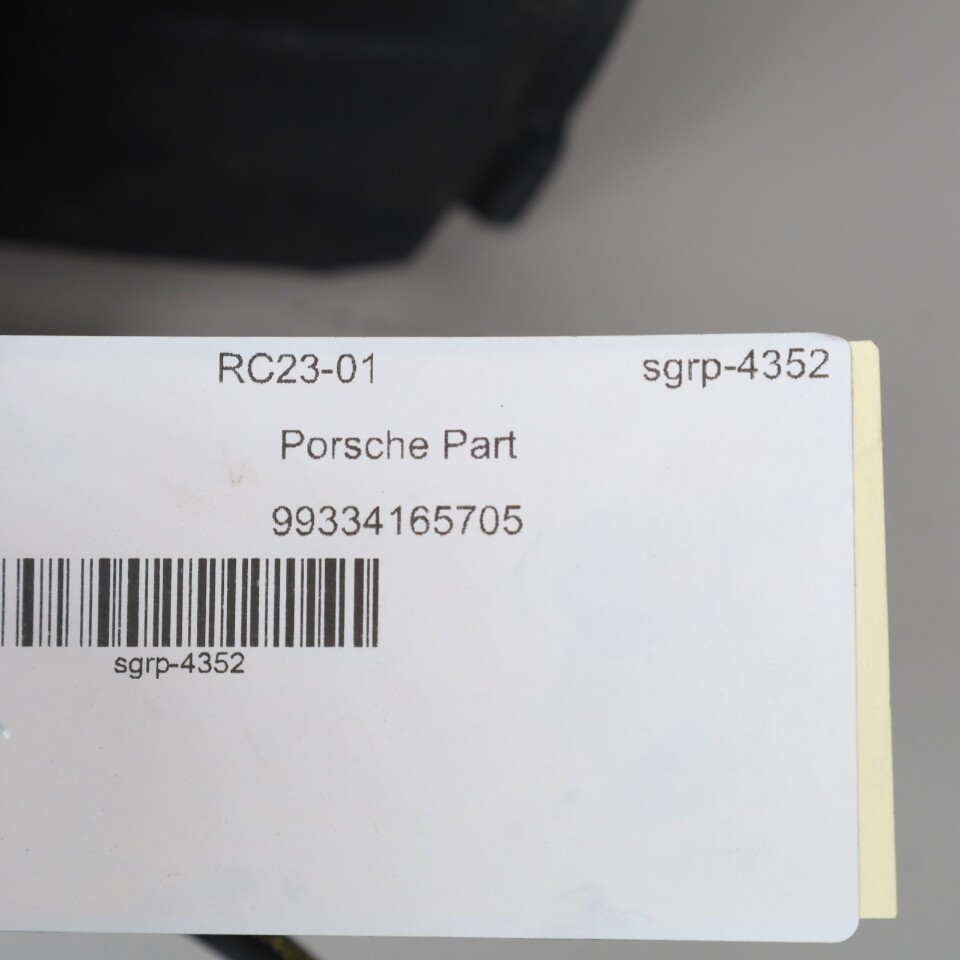 RC23-01 sgrp-4352
Porsche Part
99334165705
sgrp-4352